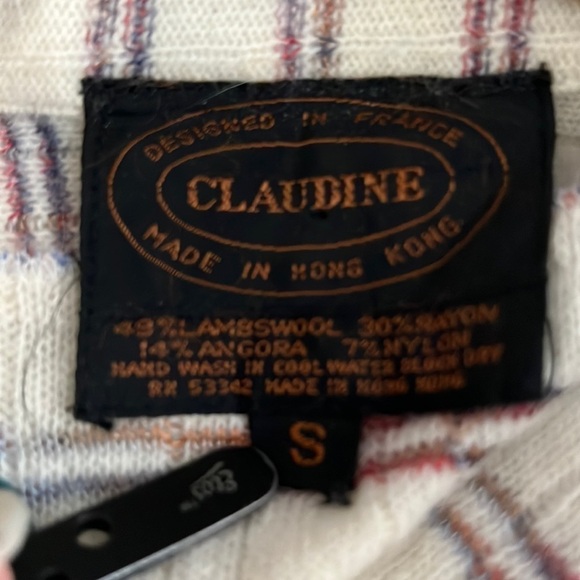 DESIGNED IN FRANCE
CLAUDINE
MADE IN HONG KONG
49%LAMBSWOOL 30%RAYON
14%ANGORA 7%NYLON
HAND WASH IN COOL WATER BLOCK DRY
RN 53342 MADE IN HONG KONG
S